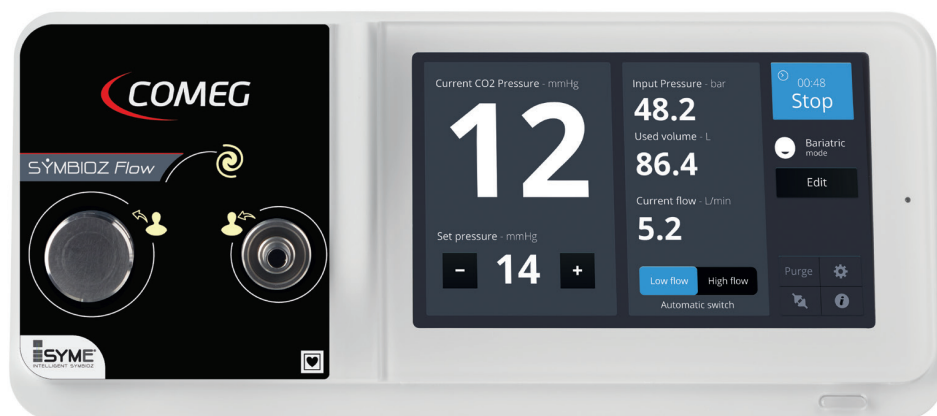 COMEG
SYMBIOZ Flow
iSYME®
INTELLIGENT SYMBIOZ
Current CO2 Pressure - mmHg
12
Set pressure - mmHg
- 14 +
Input Pressure - bar
48.2
Used volume - L
86.4
Current flow - L/min
5.2
Low flow High flow
Automatic switch
00:48
Stop
Bariatric
mode
Edit
Purge
i